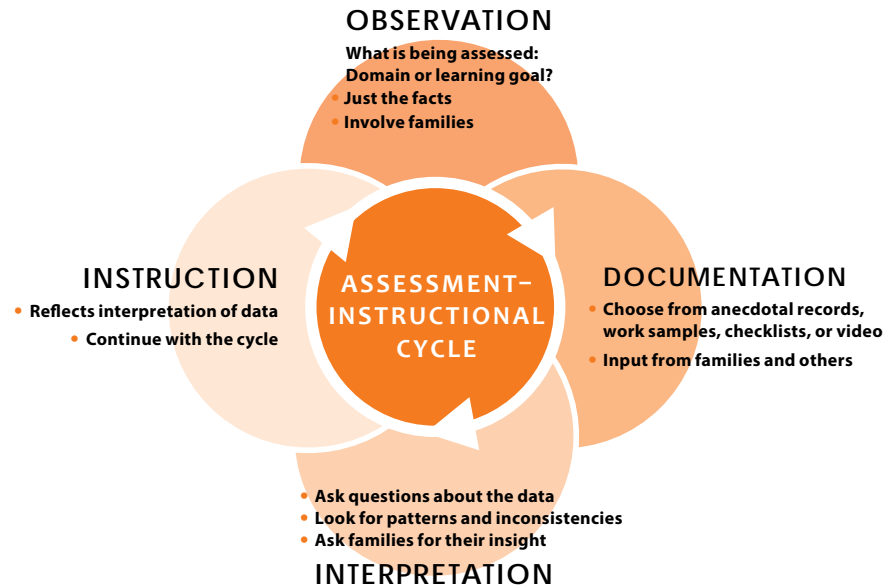 OBSERVATION
What is being assessed:
Domain or learning goal?
• Just the facts
• Involve families
INSTRUCTION
• Reflects interpretation of data
• Continue with the cycle
ASSESSMENT–
INSTRUCTIONAL
CYCLE
DOCUMENTATION
• Choose from anecdotal records,
work samples, checklists, or video
• Input from families and others
• Ask questions about the data
• Look for patterns and inconsistencies
• Ask families for their insight
INTERPRETATION